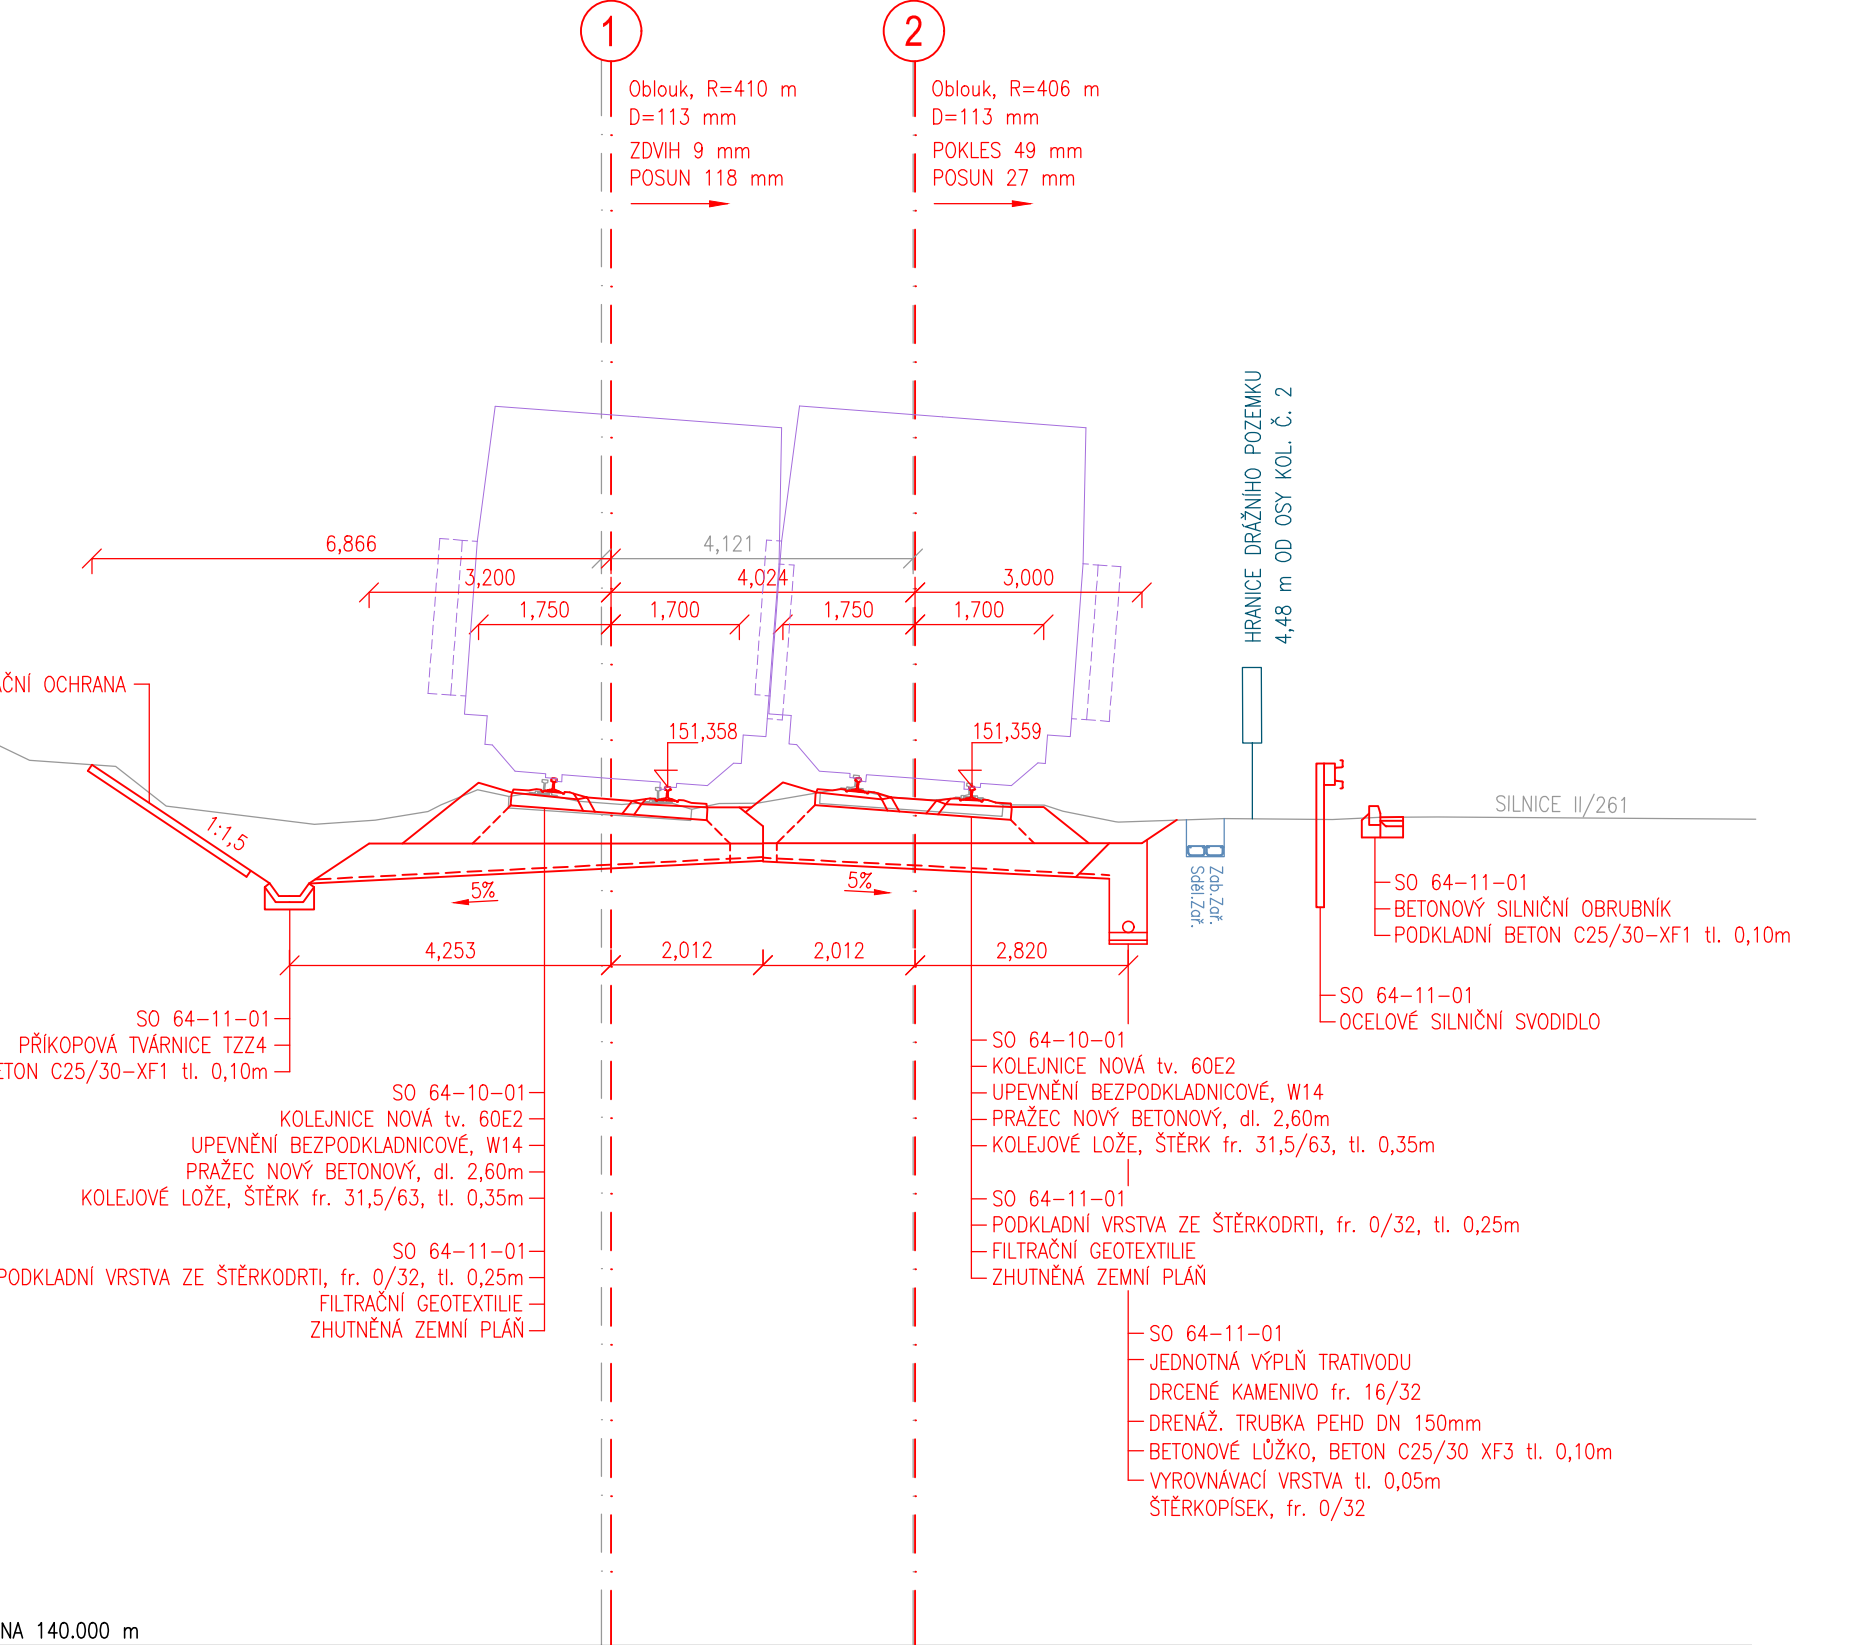 1
2
Oblouk, R=410 m
D=113 mm
ZDVIH 9 mm
POSUN 118 mm
Oblouk, R=406 m
D=113 mm
POKLES 49 mm
POSUN 27 mm
HRANICE DRÁŽNÍHO POZEMKU
4,48 m OD OSY KOL. Č. 2
6,866
4,121
3,200
4,024
3,000
1,750
1,700
1,750
1,700
OCHRANA
151,358
151,359
SILNICE II/261
1:1,5
5%
5%
Zab.Zař.
Sděl.Zař.
SO 64-11-01
BETONOVÝ SILNIČNÍ OBRUBNÍK
PODKLADNÍ BETON C25/30-XF1 tl. 0,10m
4,253
2,012
2,012
2,820
SO 64-11-01
OCELOVÉ SILNIČNÍ SVODIDLO
SO 64-11-01
PŘÍKOPOVÁ TVÁRNICE TZZ4
ETON C25/30-XF1 tl. 0,10m
SO 64-10-01
KOLEJNICE NOVÁ tv. 60E2
UPEVNĚNÍ BEZPODKLADNICOVÉ, W14
PRAŽEC NOVÝ BETONOVÝ, dl. 2,60m
KOLEJOVÉ LOŽE, ŠTĚRK fr. 31,5/63, tl. 0,35m
SO 64-11-01
PODKLADNÍ VRSTVA ZE ŠTĚRKODRTI, fr. 0/32, tl. 0,25m
FILTRAČNÍ GEOTEXTILIE
ZHUTNĚNÁ ZEMNÍ PLÁŇ
SO 64-10-01
KOLEJNICE NOVÁ tv. 60E2
UPEVNĚNÍ BEZPODKLADNICOVÉ, W14
PRAŽEC NOVÝ BETONOVÝ, dl. 2,60m
KOLEJOVÉ LOŽE, ŠTĚRK fr. 31,5/63, tl. 0,35m
SO 64-11-01
PODKLADNÍ VRSTVA ZE ŠTĚRKODRTI, fr. 0/32, tl. 0,25m
FILTRAČNÍ GEOTEXTILIE
ZHUTNĚNÁ ZEMNÍ PLÁŇ
SO 64-11-01
JEDNOTNÁ VÝPLŇ TRATIVODU
DRCENÉ KAMENIVO fr. 16/32
DRENÁŽ. TRUBKA PEHD DN 150mm
BETONOVÉ LŮŽKO, BETON C25/30 XF3 tl. 0,10m
VYROVNÁVACÍ VRSTVA tl. 0,05m
ŠTĚRKOPÍSEK, fr. 0/32
NA 140.000 m